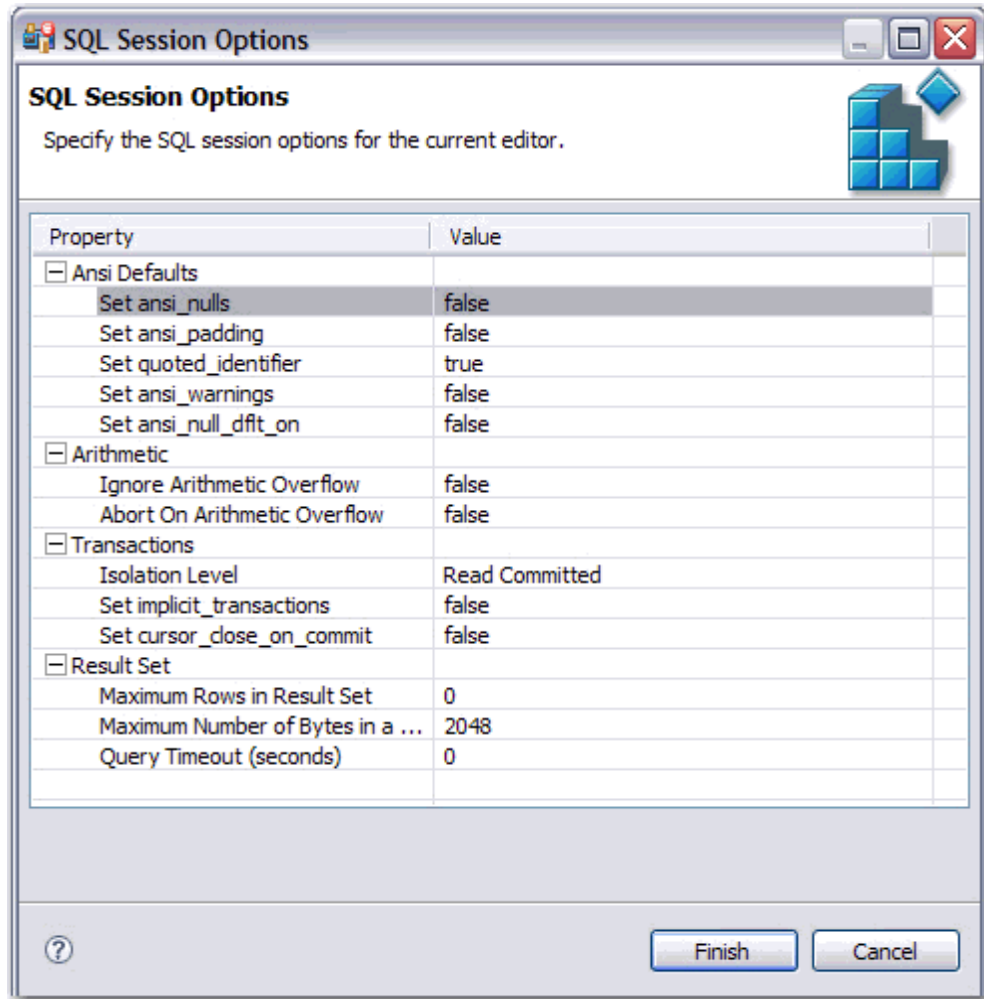 SQL Session Options
SQL Session Options
Specify the SQL session options for the current editor.
Property Value
Ansi Defaults
Set ansi_nulls false
Set ansi_padding false
Set quoted_identifier true
Set ansi_warnings false
Set ansi_null_dflt_on false
Arithmetic
Ignore Arithmetic Overflow false
Abort On Arithmetic Overflow false
Transactions
Isolation Level Read Committed
Set implicit_transactions false
Set cursor_close_on_commit false
Result Set
Maximum Rows in Result Set 0
Maximum Number of Bytes in a ... 2048
Query Timeout (seconds) 0
? Finish Cancel